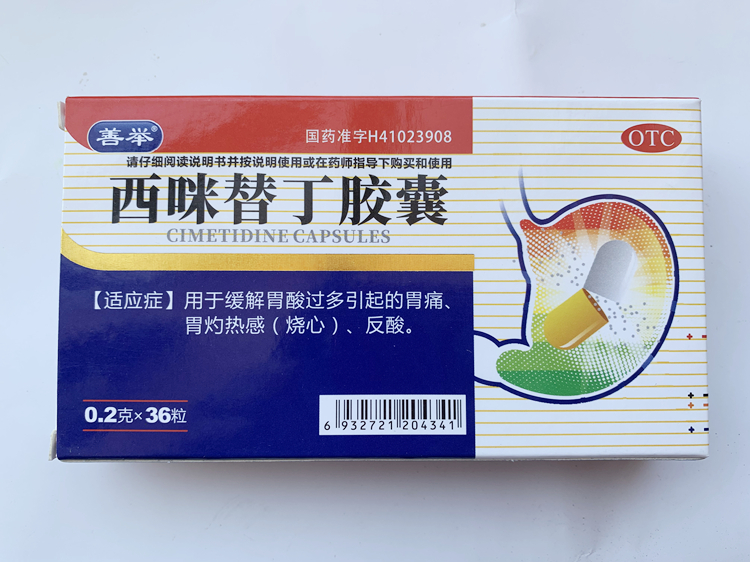 善举®
国药准字H41023908
OTC
请仔细阅读说明书并按说明使用或在药师指导下购买和使用
西咪替丁胶囊
CIMETIDINE CAPSULES
【适应症】用于缓解胃酸过多引起的胃痛、
胃灼热感(烧心)、反酸。
0.2克×36粒
6 932721 204341